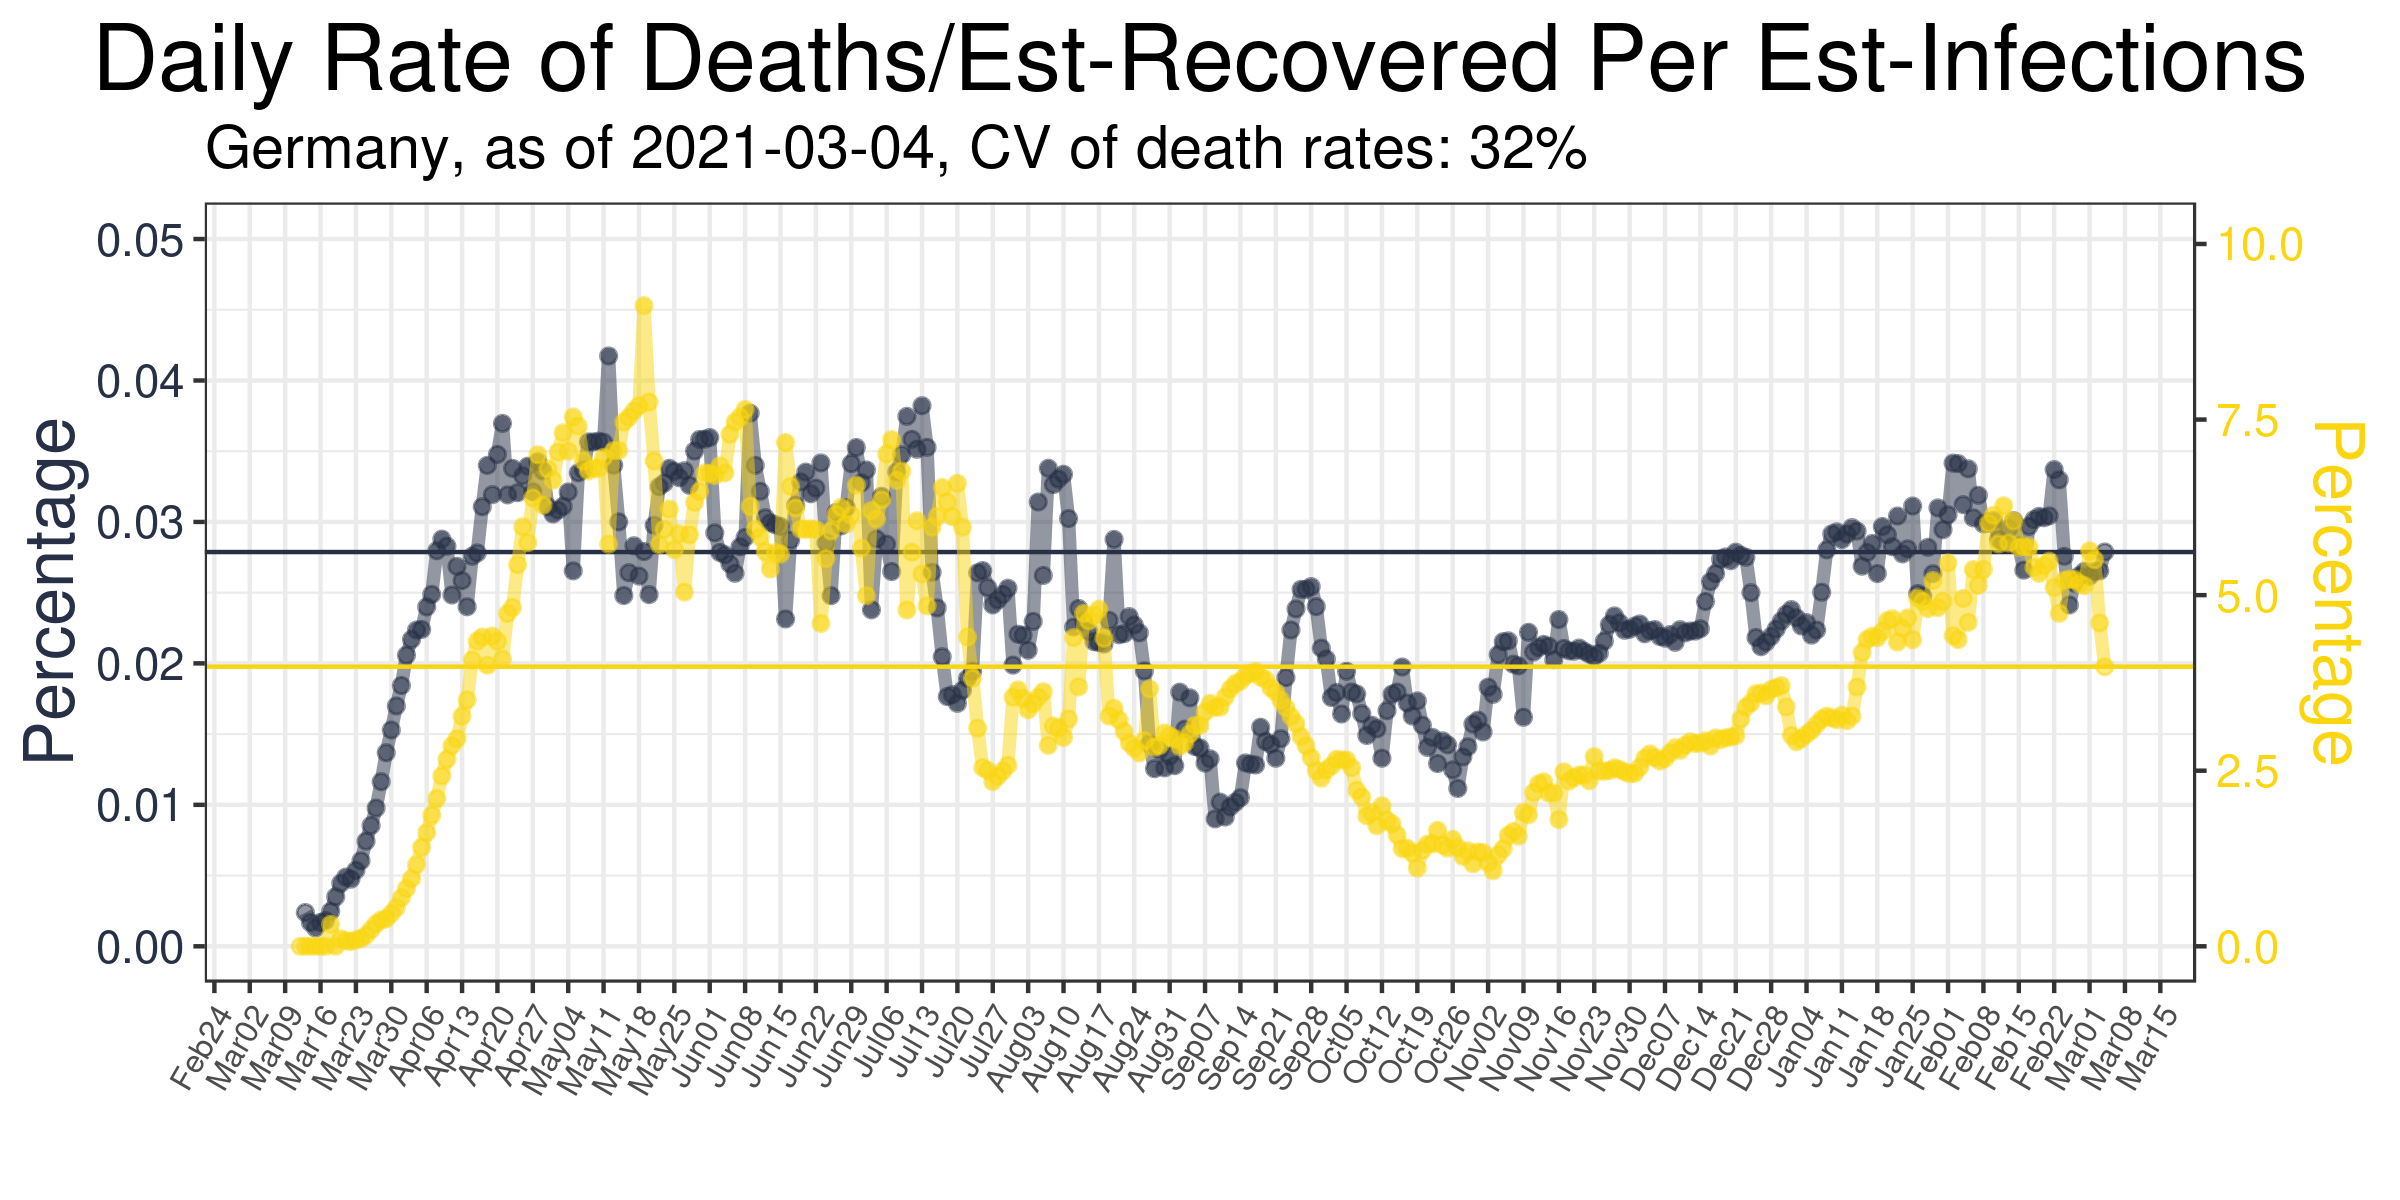 Daily Rate of Deaths/Est-Recovered Per Est-Infections
Germany, as of 2021-03-04, CV of death rates: 32%
Percentage
0.05
0.04
0.03
0.02
0.01
0.00
10.0
7.5
5.0
2.5
0.0
Percentage
Feb24 Mar02 Mar09 Mar16 Mar23 Mar30 Apr06 Apr13 Apr20 Apr27 May04 May11 May18 May25 Jun01 Jun08 Jun15 Jun22 Jun29 Jul06 Jul13 Jul20 Jul27 Aug03 Aug10 Aug17 Aug24 Aug31 Sep07 Sep14 Sep21 Sep28 Oct05 Oct12 Oct19 Oct26 Nov02 Nov09 Nov16 Nov23 Nov30 Dec07 Dec14 Dec21 Dec28 Jan04 Jan11 Jan18 Jan25 Feb01 Feb08 Feb15 Feb22 Mar01 Mar08 Mar15